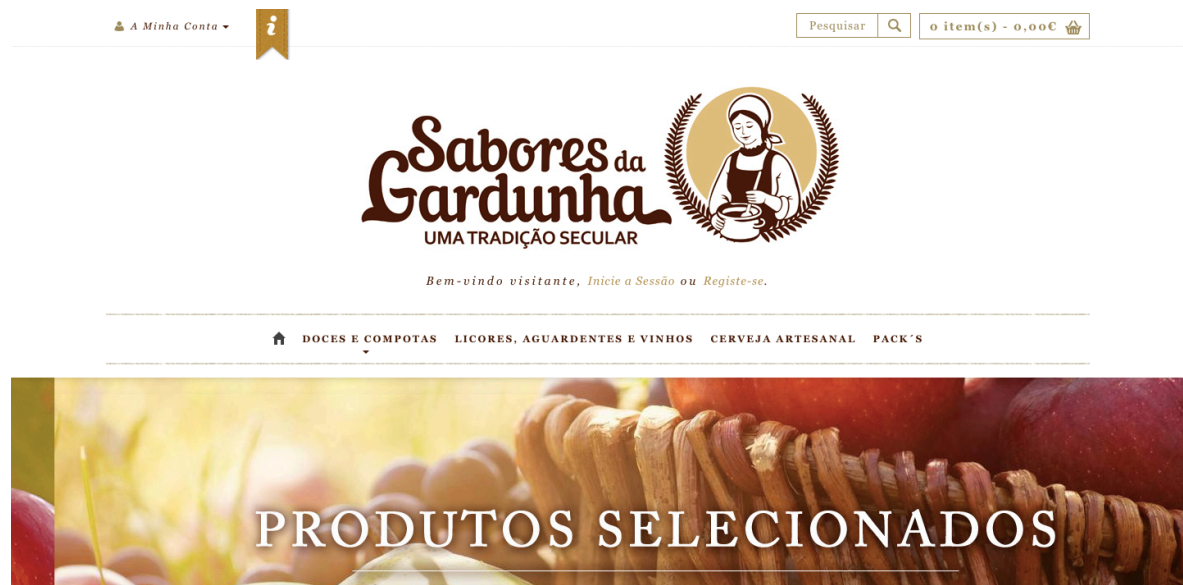 A Minha Conta
i
Pesquisar
0 item(s) - 0,00€
Sabores da
Gardunha
UMA TRADIÇÃO SECULAR
Bem-vindo visitante, Inicie a Sessão ou Registe-se.
DOCES E COMPOTAS LICORES, AGUARDENTES E VINHOS CERVEJA ARTESANAL PACK´S
PRODUTOS SELECIONADOS